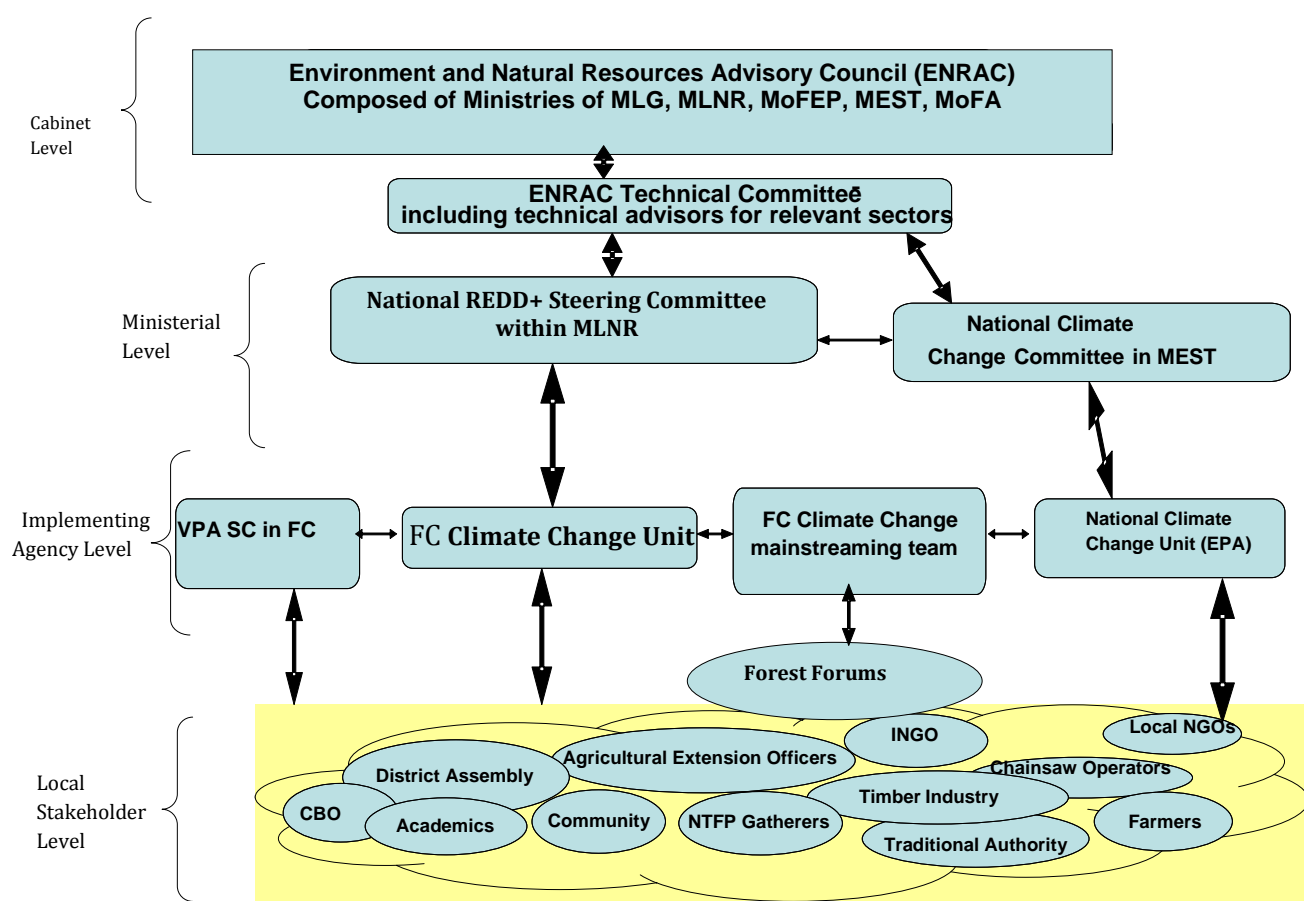 Environment and Natural Resources Advisory Council (ENRAC)
Composed of Ministries of MLG, MLNR, MoFEP, MEST, MoFA
Cabinet
Level
ENRAC Technical Committee
including technical advisors for relevant sectors
National REDD+ Steering Committee
within MLNR
Ministerial
Level
National Climate
Change Committee in MEST
Implementing
Agency Level
VPA SC in FC
FC Climate Change Unit
FC Climate Change
mainstreaming team
National Climate
Change Unit (EPA)
Forest Forums
Local
Stakeholder
Level
INGO
Local NGOs
Agricultural Extension Officers
District Assembly
Chainsaw Operators
Timber Industry
CBO
Academics
Community
NTFP Gatherers
Farmers
Traditional Authority